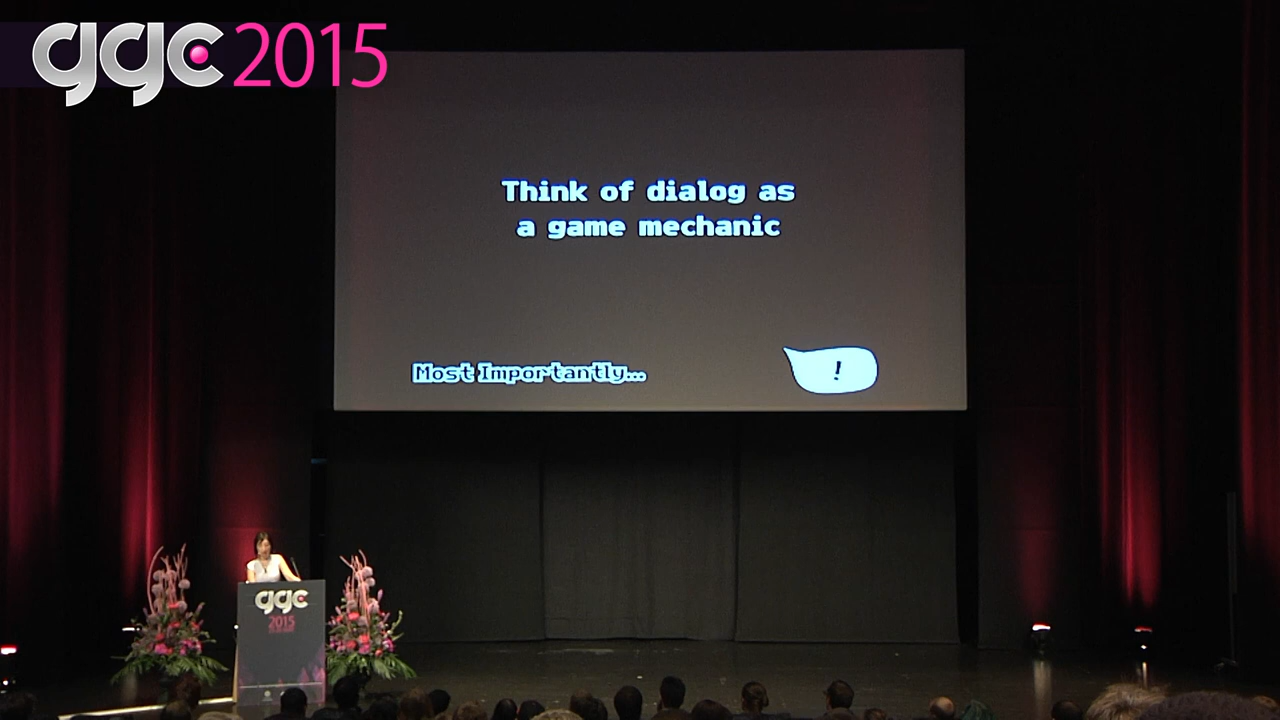 ggc 2015
Think of dialog as
a game mechanic
Most Importantly...
!
ggc
2015